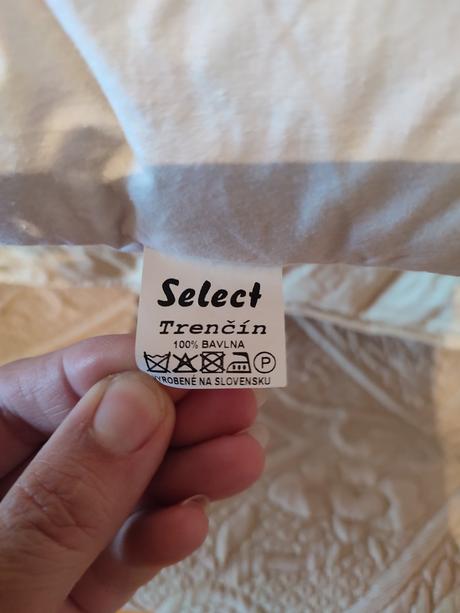 Select
Trenčín
100% BAVLNA
P
VYROBENÉ NA SLOVENSKU